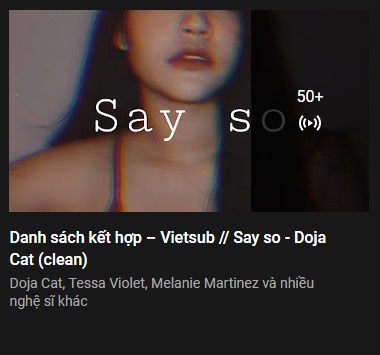 Say so
50+
Danh sách kết hợp – Vietsub // Say so - Doja
Cat (clean)
Doja Cat, Tessa Violet, Melanie Martinez và nhiều
nghệ sĩ khác